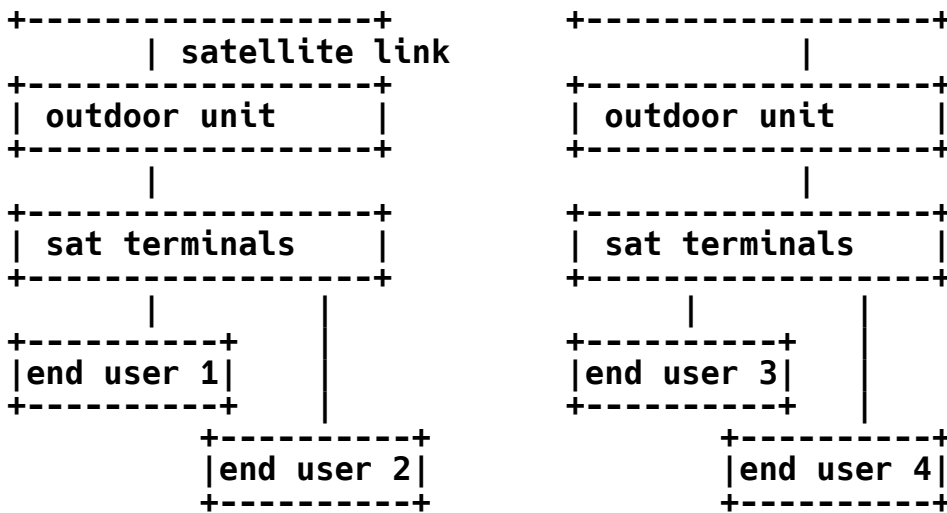 satellite link
outdoor unit outdoor unit
sat terminals sat terminals
end user 1 end user 3
end user 2 end user 4